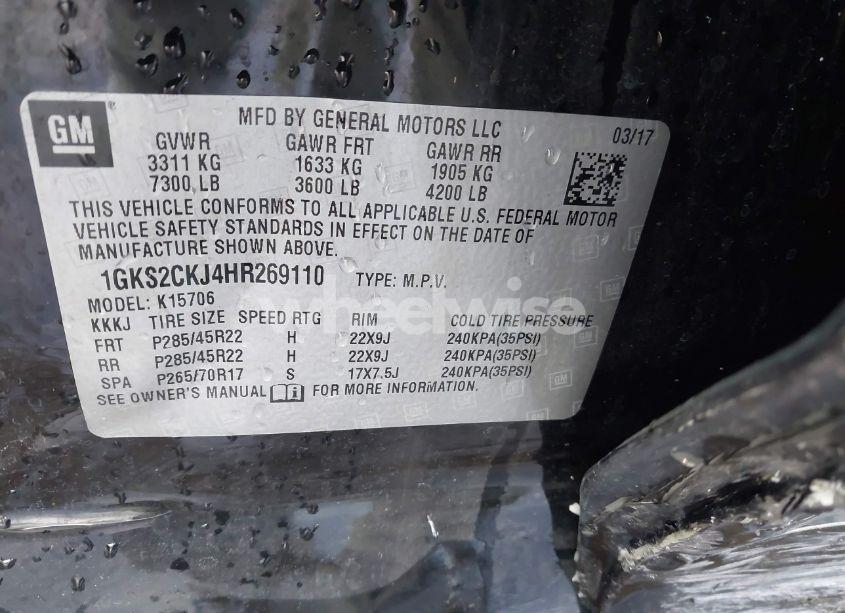 GM
MFD BY GENERAL MOTORS LLC
03/17
GVWR GAWR FRT GAWR RR
3311 KG 1633 KG 1905 KG
7300 LB 3600 LB 4200 LB
THIS VEHICLE CONFORMS TO ALL APPLICABLE U.S. FEDERAL MOTOR
VEHICLE SAFETY STANDARDS IN EFFECT ON THE DATE OF
MANUFACTURE SHOWN ABOVE.
1GKS2CKJ4HR269110 TYPE: M.P.V.
wheelwise
MODEL: K15706
KKKJ TIRE SIZE SPEED RTG RIM COLD TIRE PRESSURE
FRT P285/45R22 H 22X9J 240KPA(35PSI)
RR P285/45R22 H 22X9J 240KPA(35PSI)
SPA P265/70R17 S 17X7.5J 240KPA(35PSI)
SEE OWNER'S MANUAL FOR MORE INFORMATION.